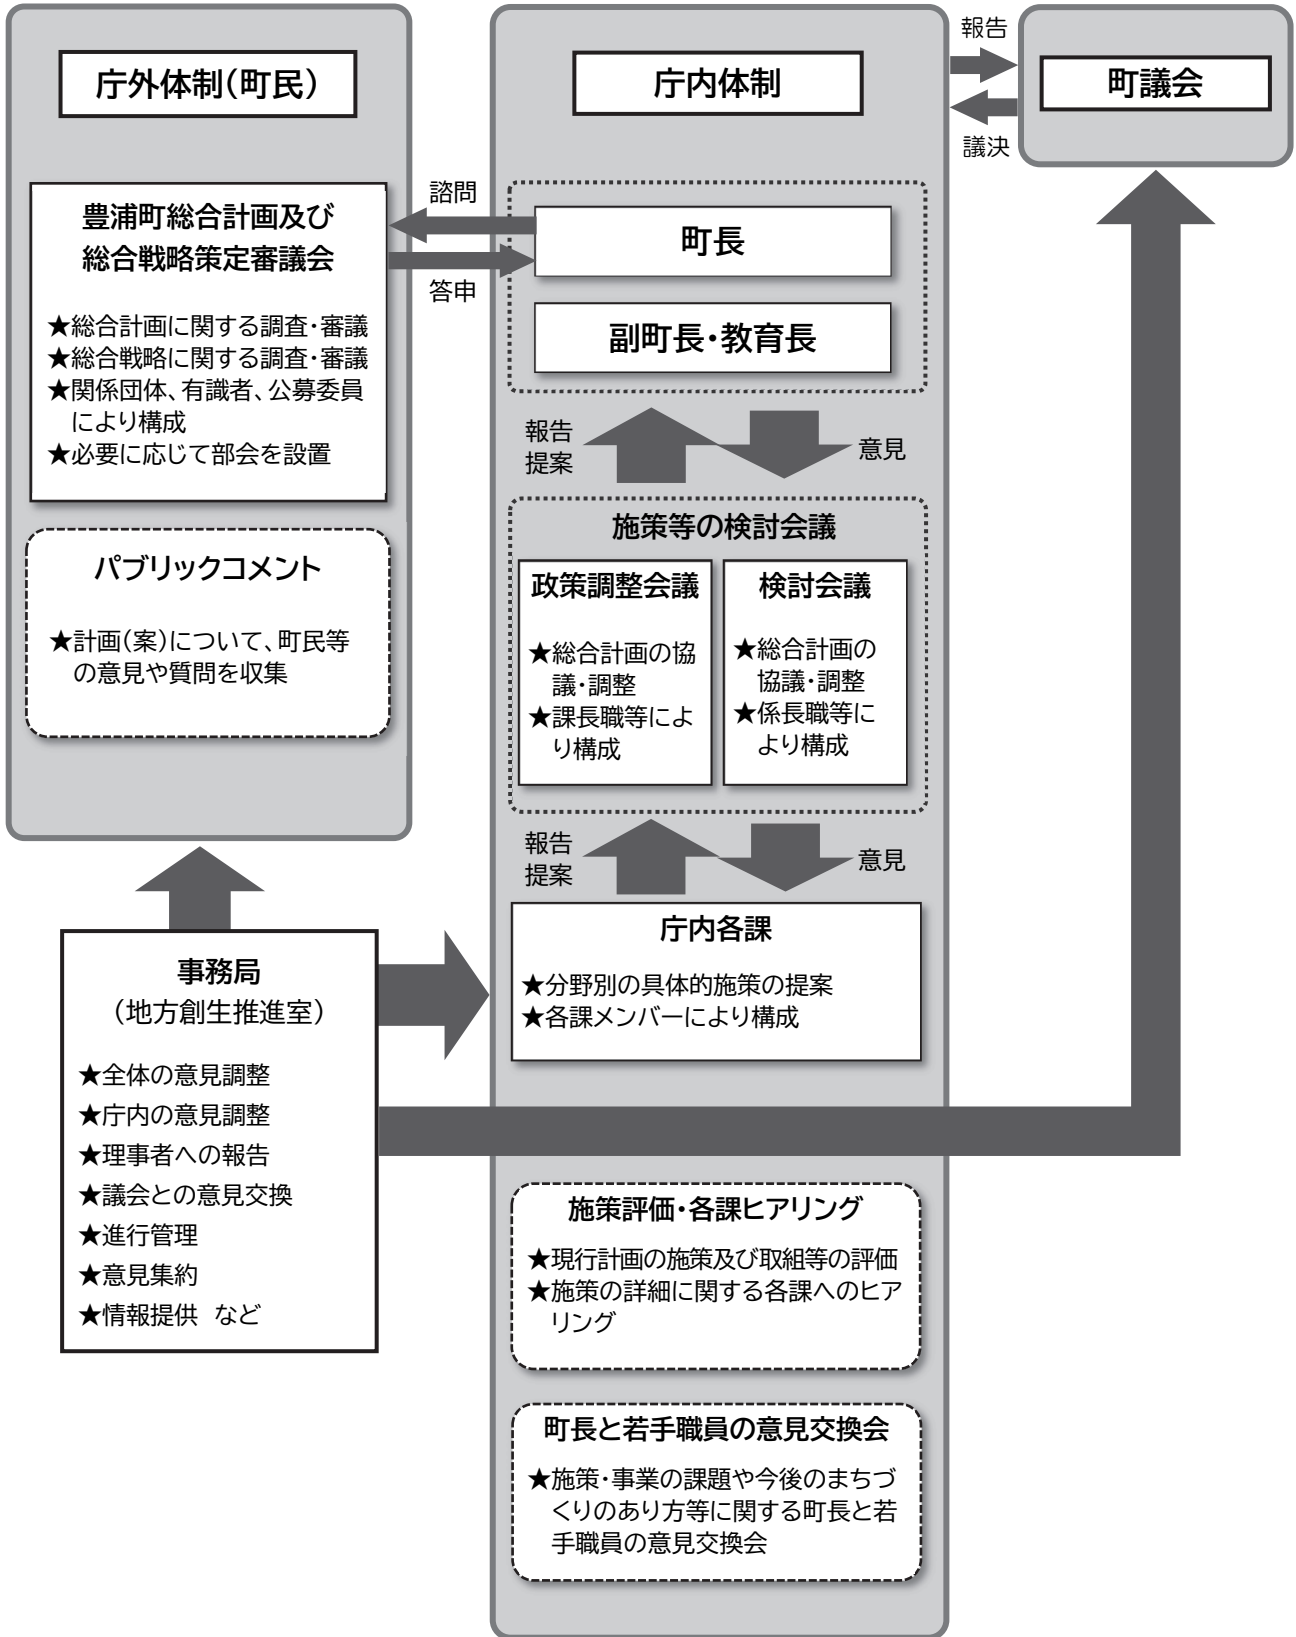 庁外体制(町民)
豊浦町総合計画及び
総合戦略策定審議会
★総合計画に関する調査・審議
★総合戦略に関する調査・審議
★関係団体、有識者、公募委員
により構成
★必要に応じて部会を設置
パブリックコメント
★計画(案)について、町民等
の意見や質問を収集
諮問
答申
庁内体制
町長
副町長・教育長
報告
提案
意見
施策等の検討会議
政策調整会議
★総合計画の協
議・調整
★課長職等によ
り構成
検討会議
★総合計画の
協議・調整
★係長職等に
より構成
報告
提案
意見
庁内各課
★分野別の具体的施策の提案
★各課メンバーにより構成
施策評価・各課ヒアリング
★現行計画の施策及び取組等の評価
★施策の詳細に関する各課へのヒア
リング
町長と若手職員の意見交換会
★施策・事業の課題や今後のまちづ
くりのあり方等に関する町長と若
手職員の意見交換会
報告
議決
町議会
事務局
(地方創生推進室)
★全体の意見調整
★庁内の意見調整
★理事者への報告
★議会との意見交換
★進行管理
★意見集約
★情報提供 など